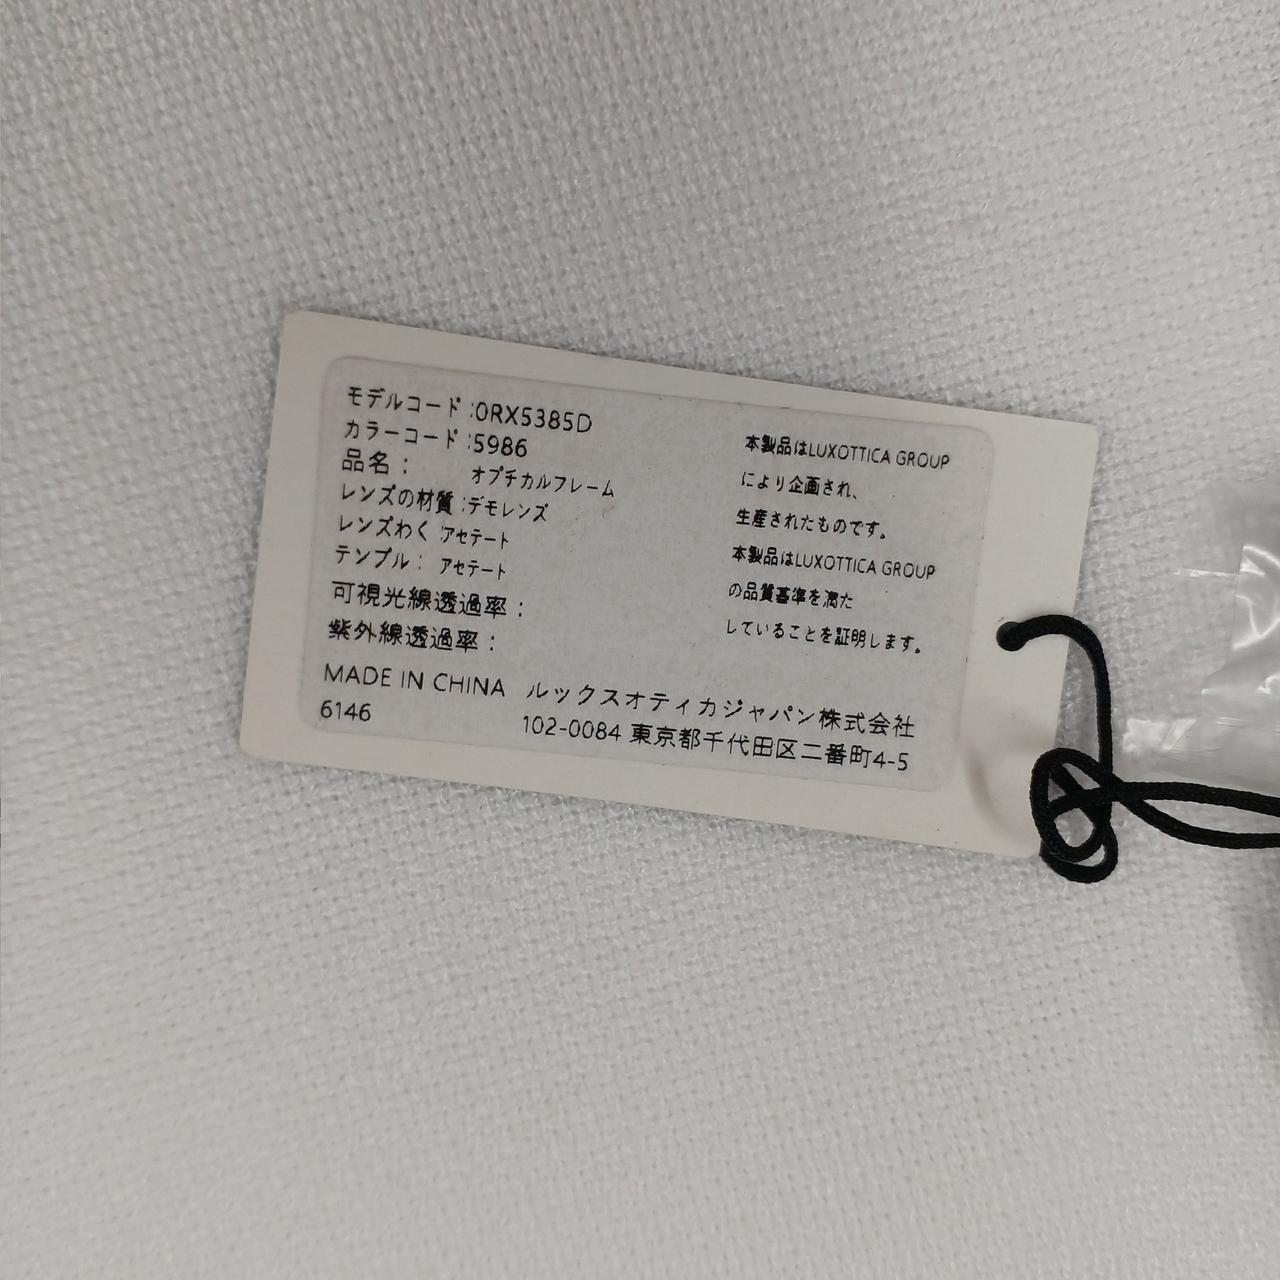 モデルコード:0RX5385D
カラーコード:5986
品名: オプチカルフレーム
レンズの材質:デモレンズ
レンズわく:アセテート
テンプル: アセテート
可視光線透過率:
紫外線透過率:
本製品はLUXOTTICA GROUP
により企画され、
生産されたものです。
本製品はLUXOTTICA GROUP
の品質基準を満た
していることを証明します。
MADE IN CHINA ルックスオティカジャパン株式会社
6146 102-0084 東京都千代田区二番町4-5